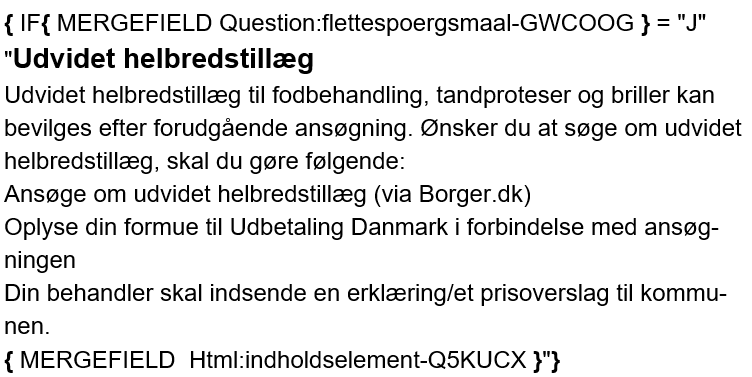 { IF{ MERGEFIELD Question:flettespoergsmaal-GWCOOG } = "J"
"Udvidet helbredstillæg
Udvidet helbredstillæg til fodbehandling, tandproteser og briller kan
bevilges efter forudgående ansøgning. Ønsker du at søge om udvidet
helbredstillæg, skal du gøre følgende:
Ansøge om udvidet helbredstillæg (via Borger.dk)
Oplyse din formue til Udbetaling Danmark i forbindelse med ansøg-
ningen
Din behandler skal indsende en erklæring/et prisoverslag til kommu-
nen.
{ MERGEFIELD  Html:indholdselement-Q5KUCX }"}